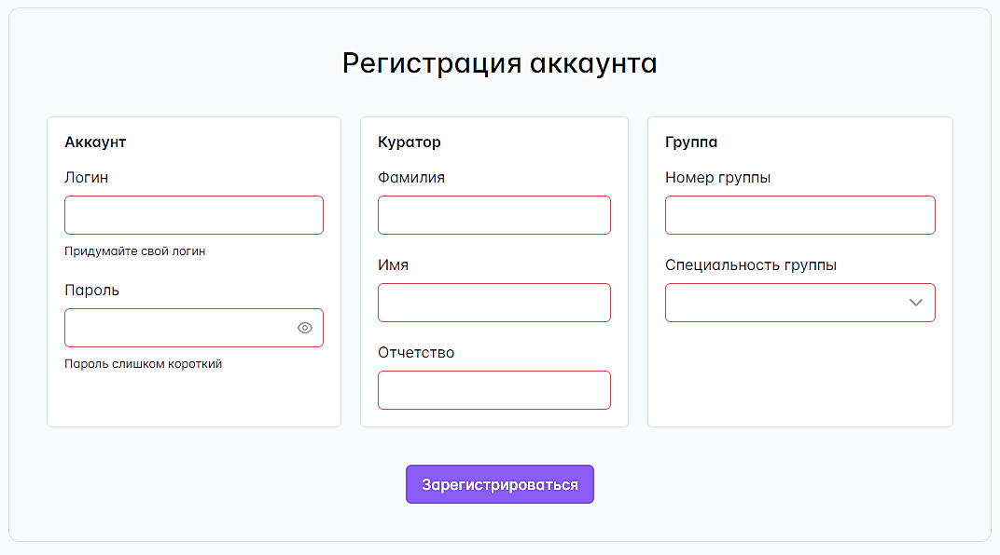 Регистрация аккаунта
Аккаунт
Логин
Придумайте свой логин
Пароль
Пароль слишком короткий
Куратор
Фамилия
Имя
Отчетство
Группа
Номер группы
Специальность группы
Зарегистрироваться